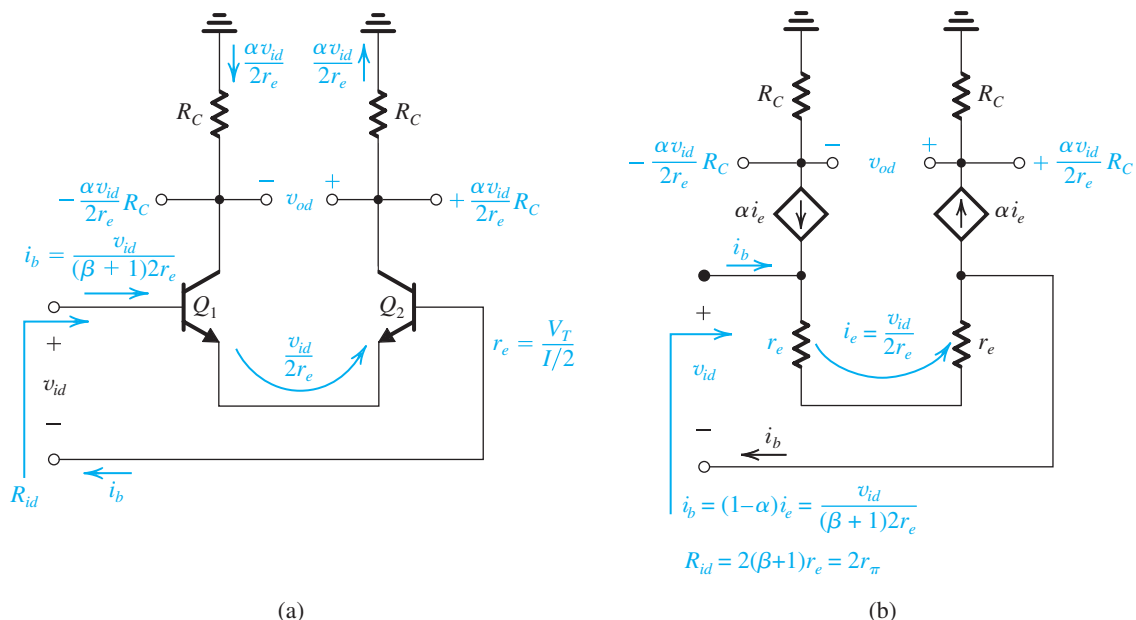 αv_id/2r_e αv_id/2r_e
R_C R_C
− αv_id/2r_e R_C − v_od + + αv_id/2r_e R_C
i_b = v_id/(β + 1)2r_e
Q_1 Q_2
+
v_id
−
v_id/2r_e
r_e = V_T/I/2
R_id
i_b
(a)
R_C R_C
− αv_id/2r_e R_C − v_od + + αv_id/2r_e R_C
αi_e αi_e
i_b
+
v_id
−
r_e i_e = v_id/2r_e r_e
i_b
i_b = (1–α)i_e = v_id/(β + 1)2r_e
R_id = 2(β+1)r_e = 2r_π
(b)